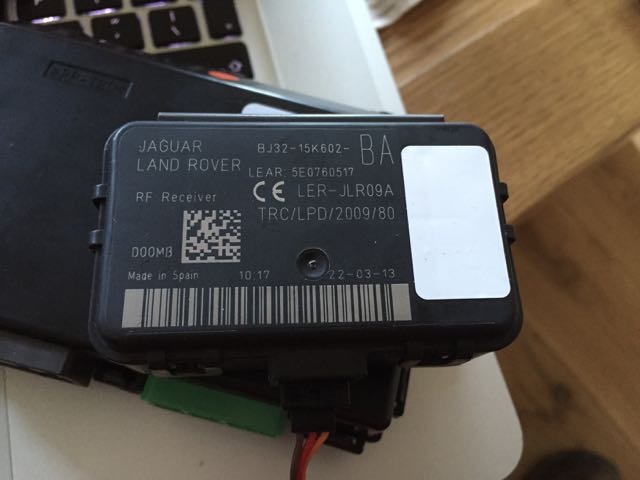 JAGUAR
LAND ROVER
BJ32-15K602-BA
LEAR: 5E0760517
RF Receiver
CE LER-JLR09A
TRC/LPD/2009/80
D00MB
Made in Spain 10:17 22-03-13